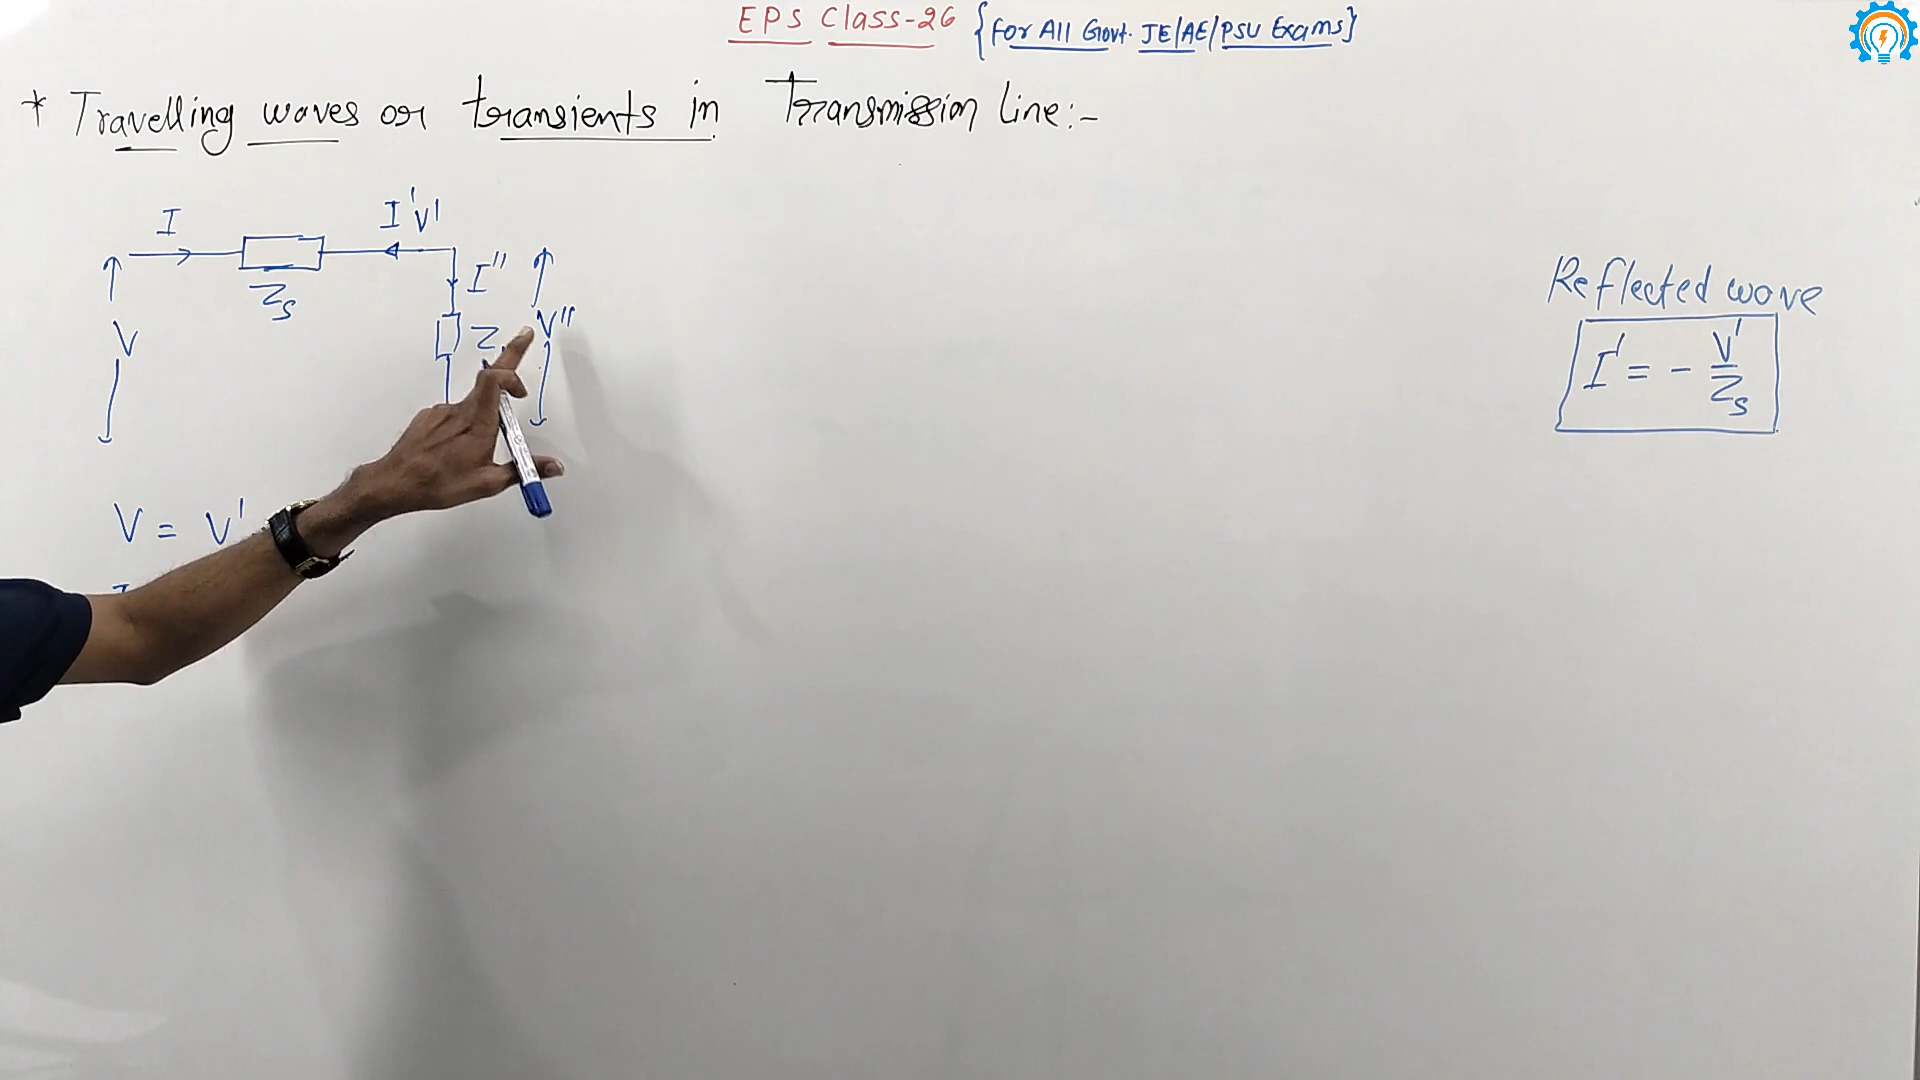 EPS Class-26 {For All Govt. JE/AE/PSU Exams}
* Travelling waves or transients in Transmission Line:-
I
I' V'
Zs
I''
V
Z
V''
V = V'
Reflected wave
I' = - V'/Zs